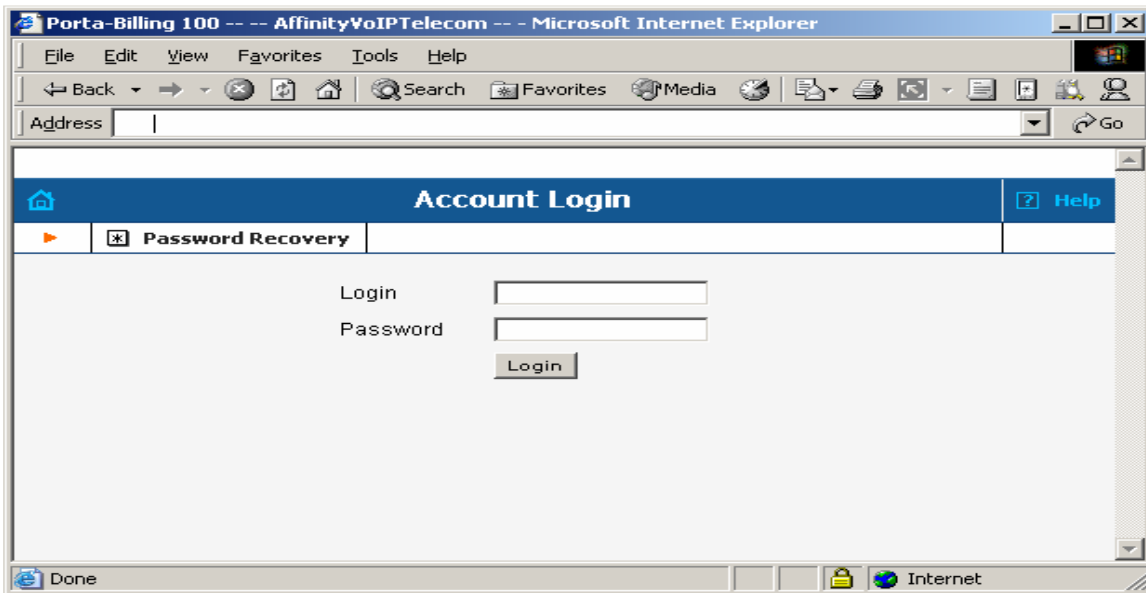 Porta-Billing 100 -- -- AffinityVoIPTelecom -- - Microsoft Internet Explorer
File Edit View Favorites Tools Help
Back Search Favorites Media
Address Go
Account Login Help
Password Recovery
Login
Password
Login
Done Internet